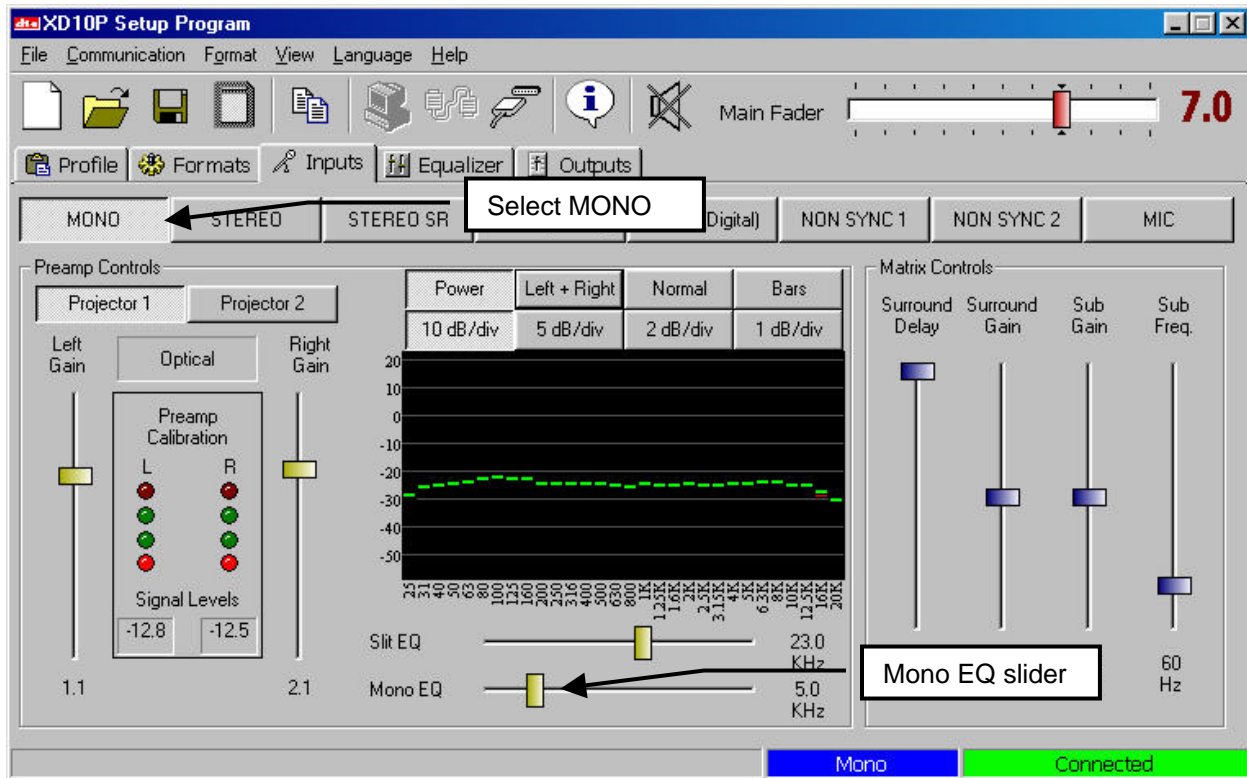 dts XD10P Setup Program
File Communication Format View Language Help
Main Fader 7.0
Profile Formats Inputs Equalizer Outputs
Select MONO
MONO STEREO STEREO SR Digital) NON SYNC 1 NON SYNC 2 MIC
Preamp Controls
Projector 1 Projector 2
Left Gain
Optical
Right Gain
Preamp Calibration
L R
Signal Levels
-12.8 -12.5
1.1 2.1
Power Left + Right Normal Bars
10 dB/div 5 dB/div 2 dB/div 1 dB/div
20
10
0
-10
-20
-30
-40
-50
25 31 40 50 63 80 100 125 160 200 250 316 400 500 630 800 1K 1.25K 1.6K 2K 2.5K 3.15K 4K 5K 6.3K 8K 10K 12.5K 16K 20K
Slit EQ 23.0 KHz
Mono EQ 5.0 KHz
Mono EQ slider
Matrix Controls
Surround Delay
Surround Gain
Sub Gain
Sub Freq.
60 Hz
Mono Connected